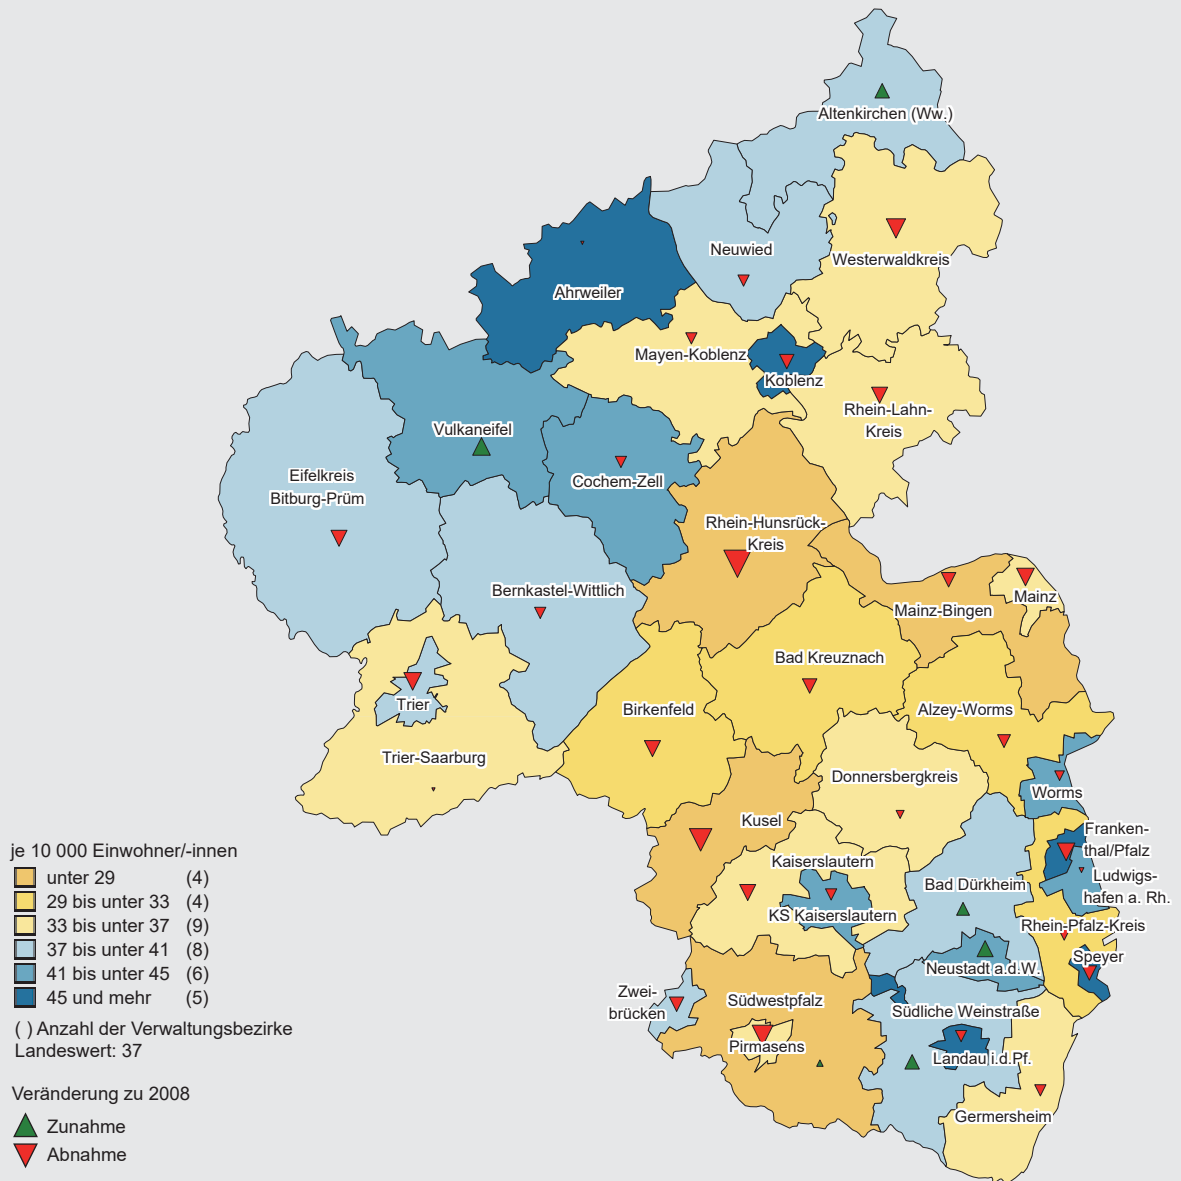 Altenkirchen (Ww.)
Neuwied
Westerwaldkreis
Ahrweiler
Mayen-Koblenz
Koblenz
Rhein-Lahn-
Kreis
Vulkaneifel
Cochem-Zell
Eifelkreis
Bitburg-Prüm
Rhein-Hunsrück-
Kreis
Bernkastel-Wittlich
Mainz-Bingen
Mainz
Bad Kreuznach
Birkenfeld
Alzey-Worms
Trier
Trier-Saarburg
Donnersbergkreis
Worms
Kusel
Franken-
thal/Pfalz
Ludwigs-
hafen a. Rh.
Kaiserslautern
KS Kaiserslautern
Bad Dürkheim
Rhein-Pfalz-Kreis
Neustadt a.d.W.
Speyer
Zwei-
brücken
Südwestpfalz
Pirmasens
Südliche Weinstraße
Landau i.d.Pf.
Germersheim
je 10 000 Einwohner/-innen
unter 29 (4)
29 bis unter 33 (4)
33 bis unter 37 (9)
37 bis unter 41 (8)
41 bis unter 45 (6)
45 und mehr (5)
( ) Anzahl der Verwaltungsbezirke
Landeswert: 37
Veränderung zu 2008
Zunahme
Abnahme